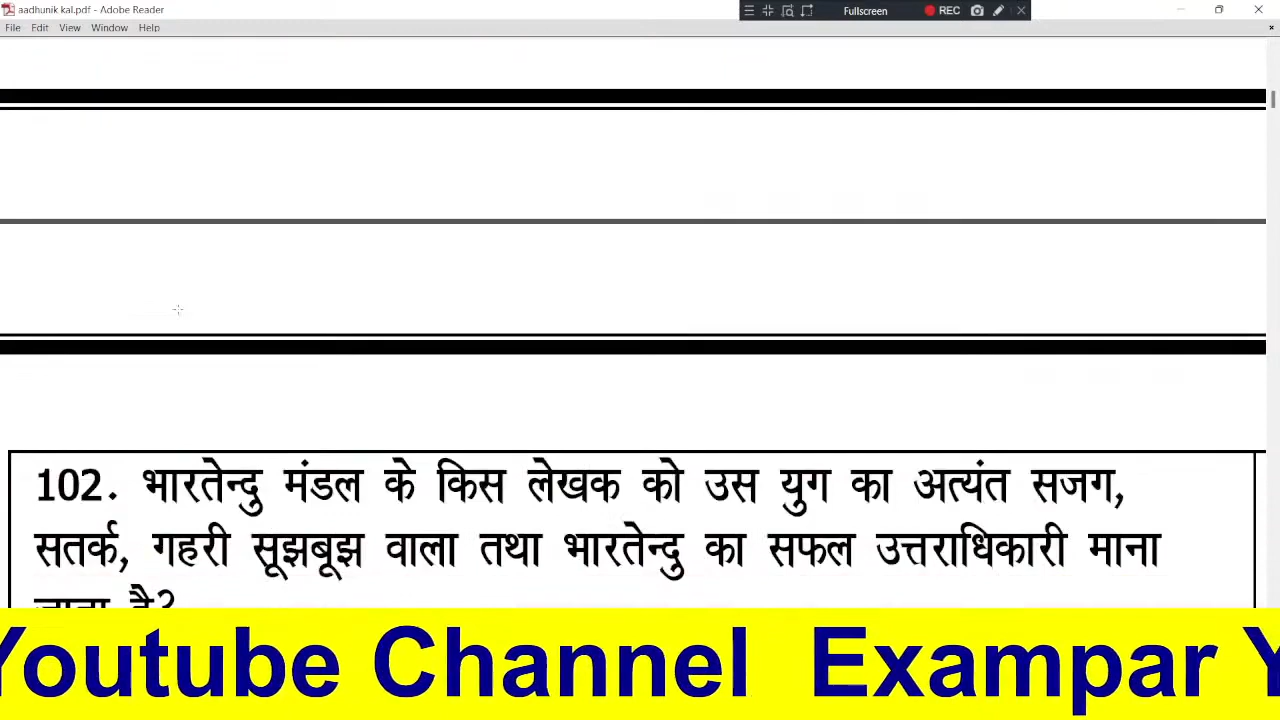 aadhunik kal.pdf - Adobe Reader
Fullscreen
REC
File Edit View Window Help
102. भारतेन्दु मंडल के किस लेखक को उस युग का अत्यंत सजग,
सतर्क, गहरी सूझबूझ वाला तथा भारतेन्दु का सफल उत्तराधिकारी माना
जाता है?
Youtube Channel Exampar Y